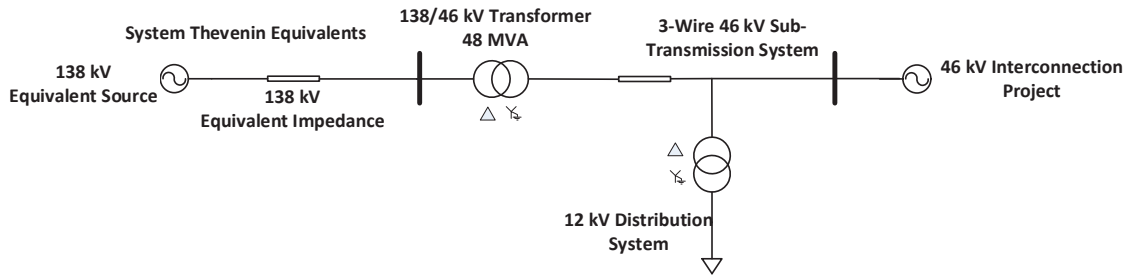 System Thevenin Equivalents
138 kV
Equivalent Source
138 kV
Equivalent Impedance
138/46 kV Transformer
48 MVA
3-Wire 46 kV Sub-
Transmission System
46 kV Interconnection
Project
12 kV Distribution
System